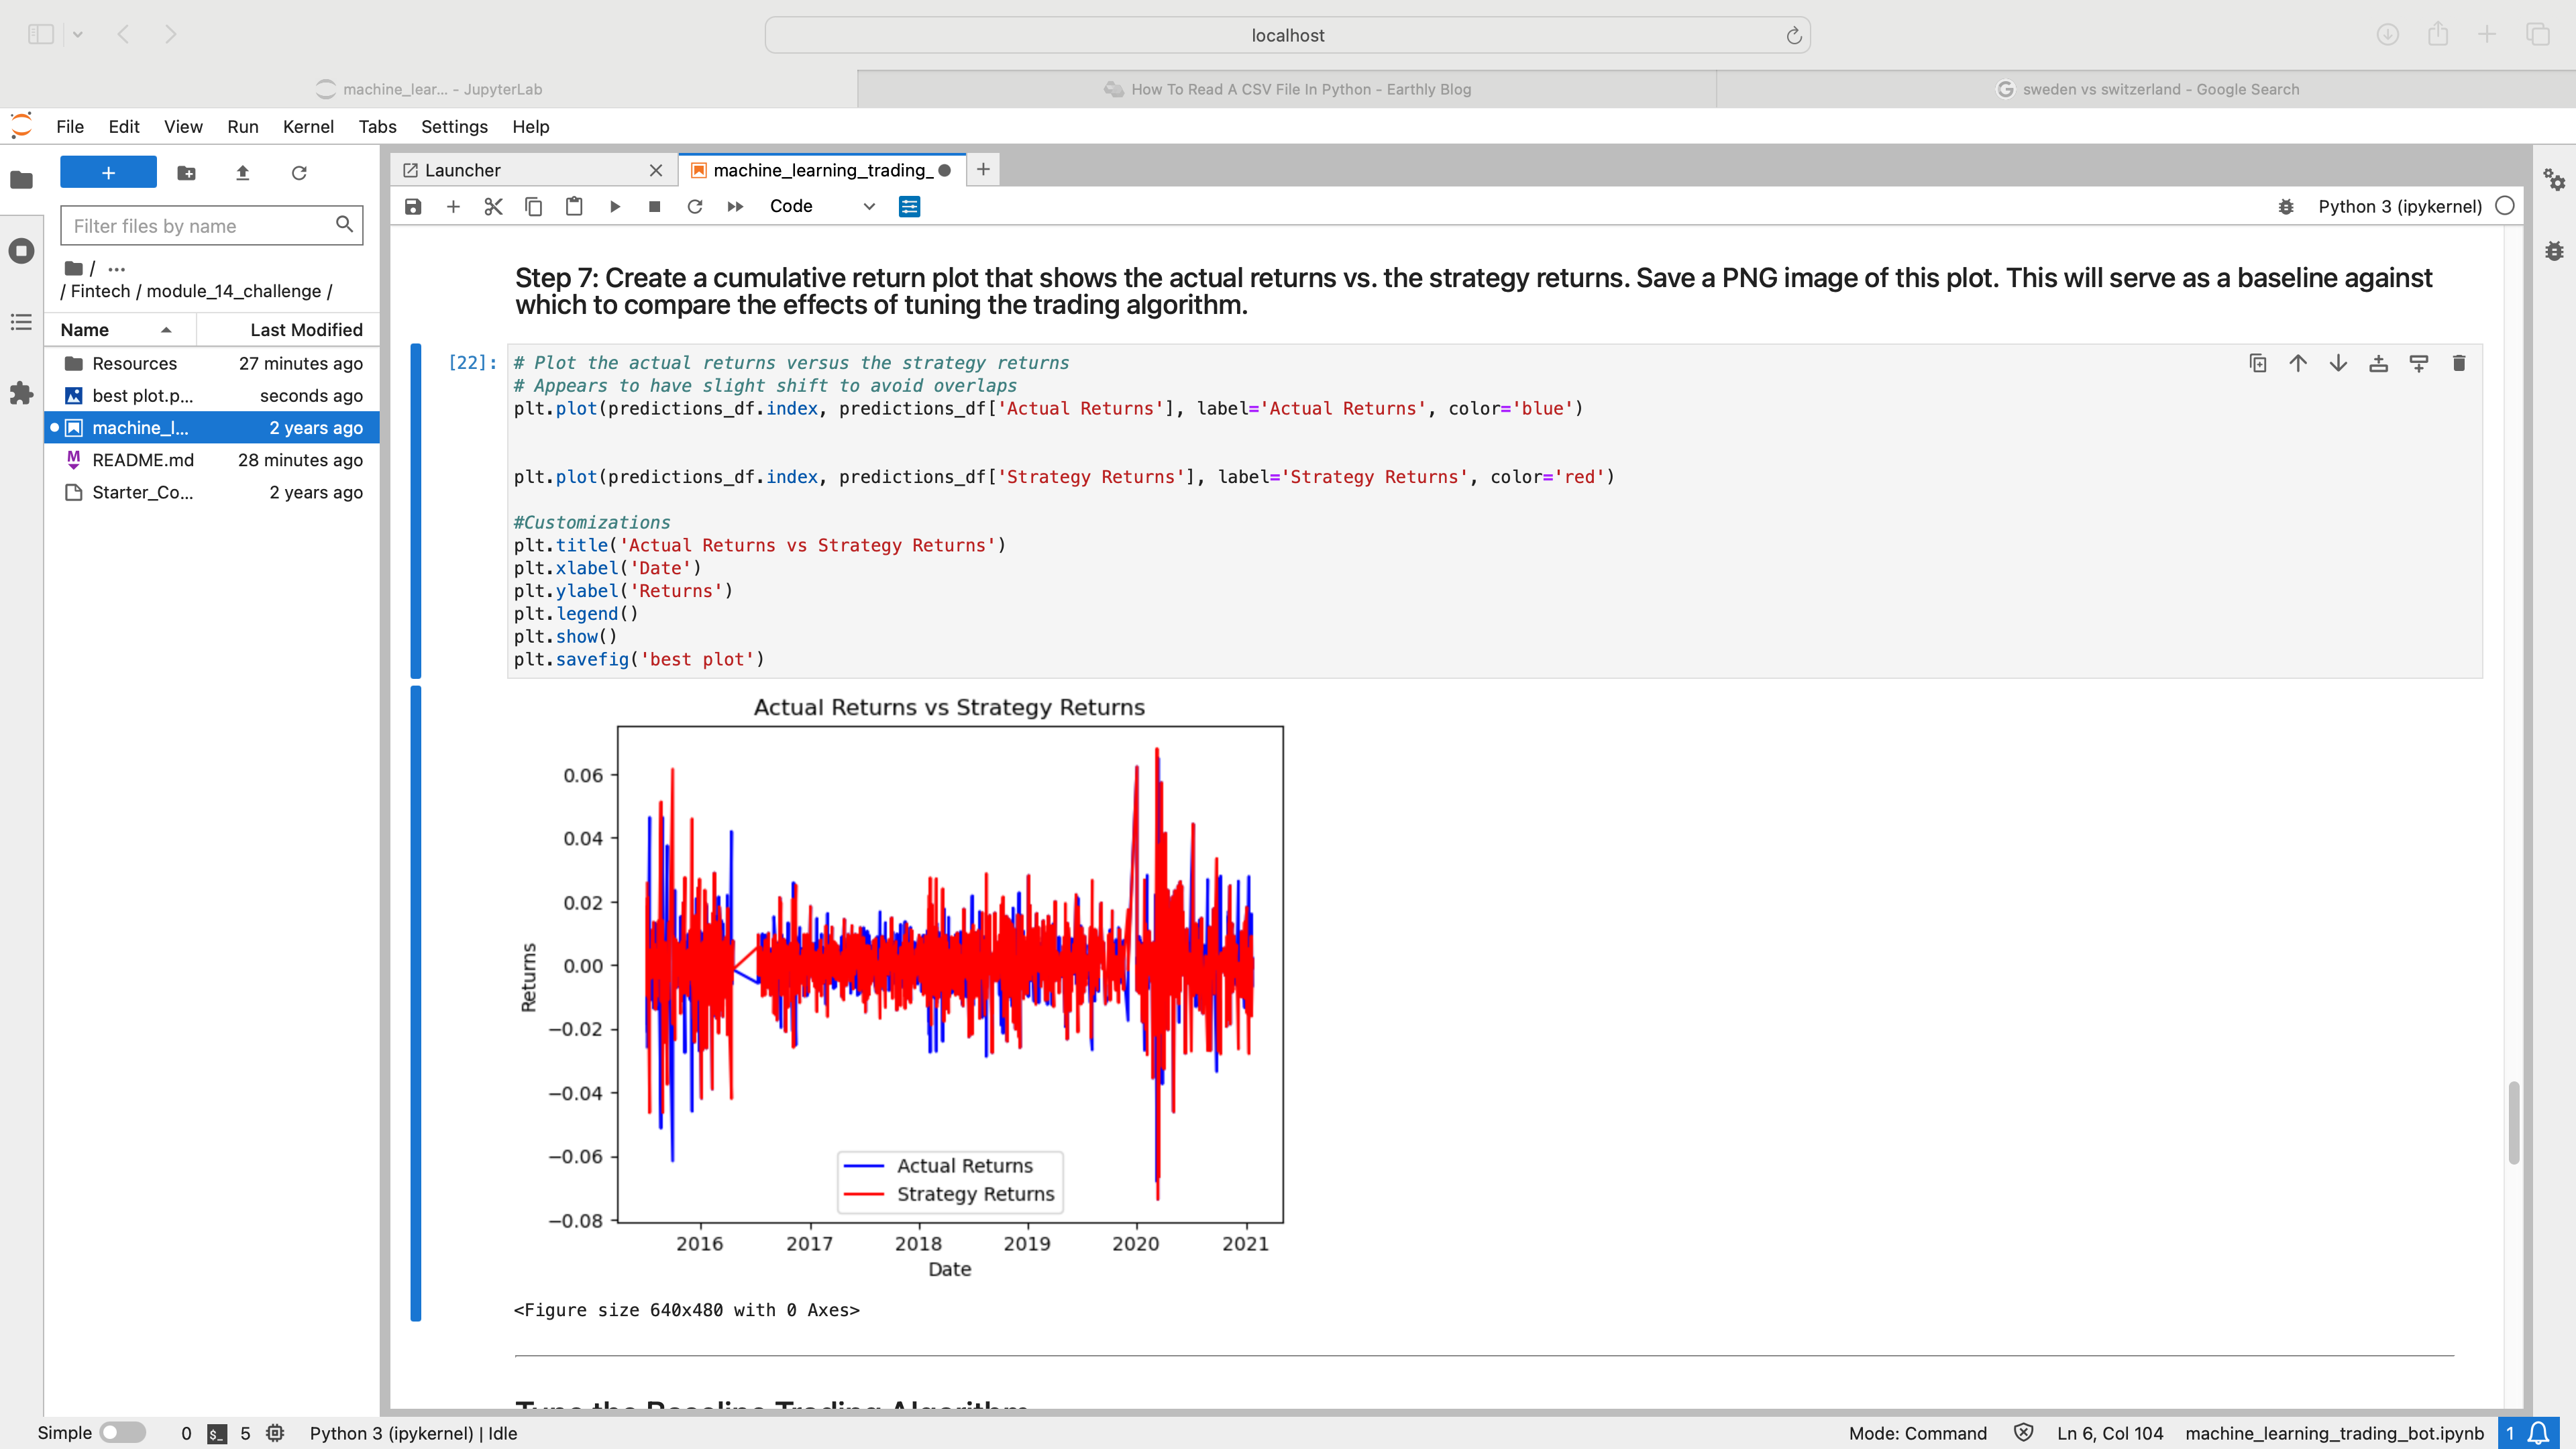 localhost
machine_lear... - JupyterLab
How To Read A CSV File In Python - Earthly Blog
sweden vs switzerland - Google Search
File Edit View Run Kernel Tabs Settings Help
Launcher
machine_learning_trading_
Code
Python 3 (ipykernel)
Filter files by name
/ ...
/ Fintech / module_14_challenge /
Name Last Modified
Resources 27 minutes ago
best plot.p... seconds ago
machine_l... 2 years ago
README.md 28 minutes ago
Starter_Co... 2 years ago
Step 7: Create a cumulative return plot that shows the actual returns vs. the strategy returns. Save a PNG image of this plot. This will serve as a baseline against
which to compare the effects of tuning the trading algorithm.
[22]:
# Plot the actual returns versus the strategy returns
# Appears to have slight shift to avoid overlaps
plt.plot(predictions_df.index, predictions_df['Actual Returns'], label='Actual Returns', color='blue')
plt.plot(predictions_df.index, predictions_df['Strategy Returns'], label='Strategy Returns', color='red')
#Customizations
plt.title('Actual Returns vs Strategy Returns')
plt.xlabel('Date')
plt.ylabel('Returns')
plt.legend()
plt.show()
plt.savefig('best plot')
Actual Returns vs Strategy Returns
0.06
0.04
0.02
0.00
−0.02
−0.04
−0.06
−0.08
Returns
Actual Returns
Strategy Returns
2016 2017 2018 2019 2020 2021
Date
<Figure size 640x480 with 0 Axes>
Tune the Baseline Trading Algorithm
Simple 0 $_ 5 Python 3 (ipykernel) | Idle
Mode: Command Ln 6, Col 104 machine_learning_trading_bot.ipynb 1